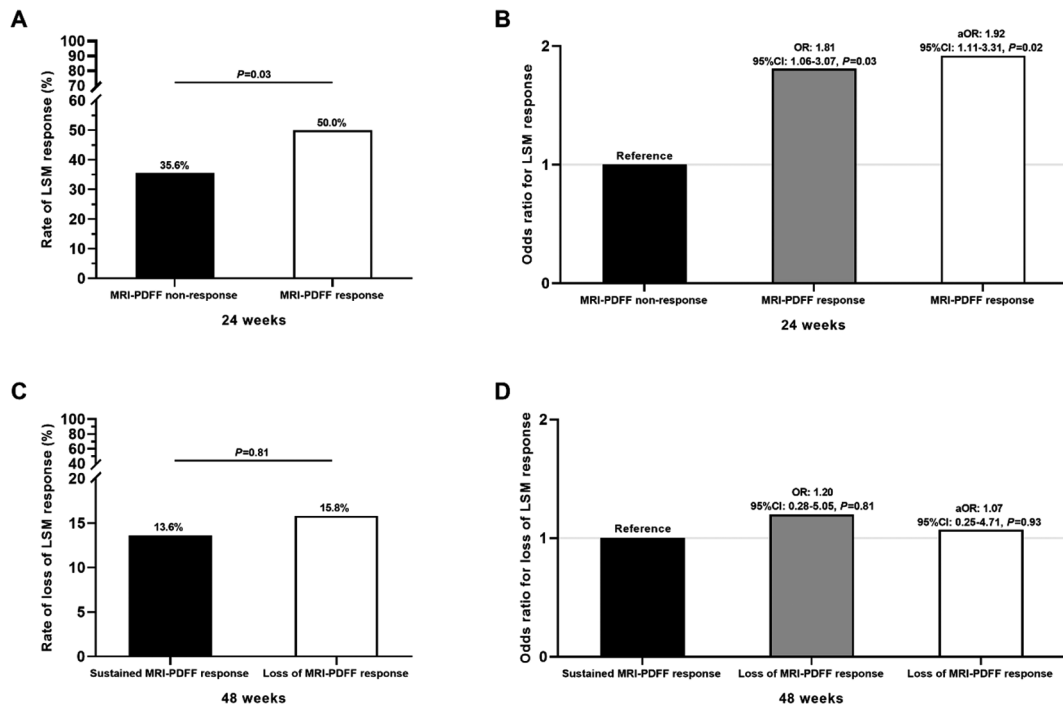 A
Rate of LSM response (%)
100
90
80
70
60
50
40
30
20
10
0
P=0.03
35.6%
50.0%
MRI-PDFF non-response
MRI-PDFF response
24 weeks
B
Odds ratio for LSM response
2
1
0
Reference
OR: 1.81
95%CI: 1.06-3.07, P=0.03
aOR: 1.92
95%CI: 1.11-3.31, P=0.02
MRI-PDFF non-response
MRI-PDFF response
MRI-PDFF response
24 weeks
C
Rate of loss of LSM response (%)
100
80
60
40
20
15
10
5
0
P=0.81
13.6%
15.8%
Sustained MRI-PDFF response
Loss of MRI-PDFF response
48 weeks
D
Odds ratio for loss of LSM response
2
1
0
Reference
OR: 1.20
95%CI: 0.28-5.05, P=0.81
aOR: 1.07
95%CI: 0.25-4.71, P=0.93
Sustained MRI-PDFF response
Loss of MRI-PDFF response
Loss of MRI-PDFF response
48 weeks